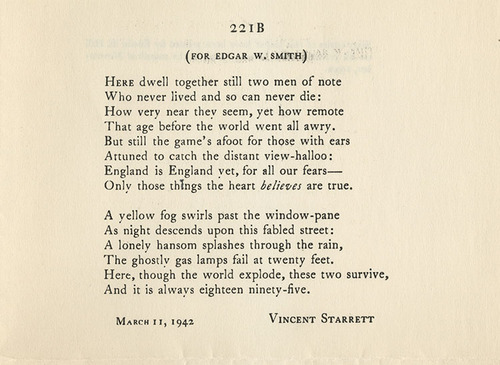 221B
(FOR EDGAR W. SMITH)
HERE dwell together still two men of note
Who never lived and so can never die:
How very near they seem, yet how remote
That age before the world went all awry.
But still the game's afoot for those with ears
Attuned to catch the distant view-halloo:
England is England yet, for all our fears—
Only those things the heart believes are true.
A yellow fog swirls past the window-pane
As night descends upon this fabled street:
A lonely hansom splashes through the rain,
The ghostly gas lamps fail at twenty feet.
Here, though the world explode, these two survive,
And it is always eighteen ninety-five.
MARCH 11, 1942 VINCENT STARRETT